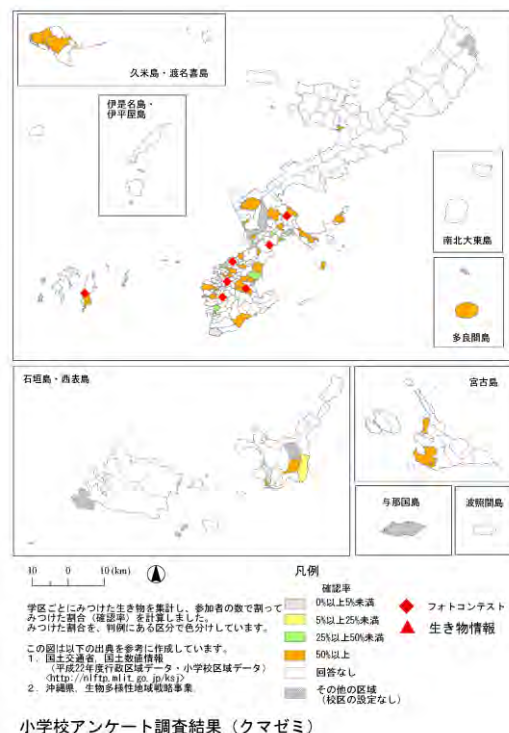 久米島・渡名喜島
伊是名島・
伊平屋島
南北大東島
多良間島
石垣島・西表島
宮古島
与那国島
波照間島
10 0 10(km)
学区ごとにみつけた生き物を集計し、参加者の数で割って
みつけた割合（確認率）を計算しました。
みつけた割合を、判例にある区分で色分けしています。
この図は以下の出典を参考に作成しています。
1．国土交通省，国土数値情報
（平成22年度行政区域データ・小学校区域データ）
<http://nlftp.mlit.go.jp/ksj>
2．沖縄県，生物多様性地域戦略事業
凡例
確認率
0%以上5%未満
5%以上25%未満
25%以上50%未満
50%以上
回答なし
その他の区域
（校区の設定なし）
フォトコンテスト
生き物情報
小学校アンケート調査結果（クマゼミ）